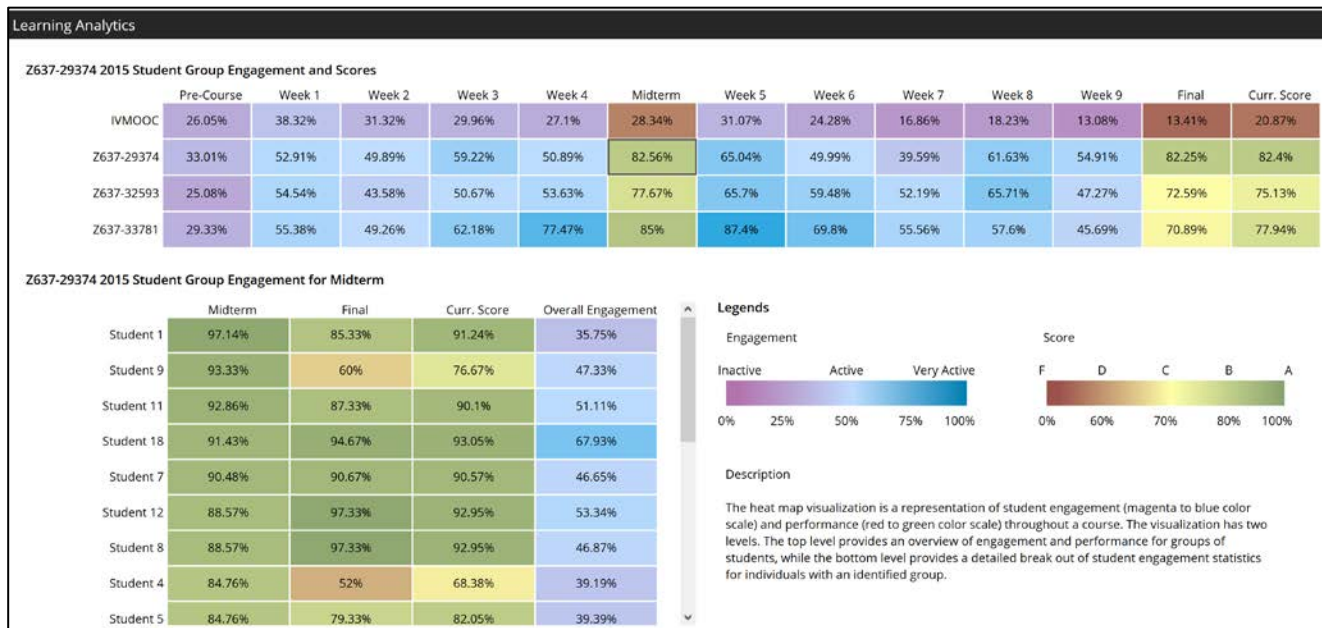 Learning Analytics
Z637-29374 2015 Student Group Engagement and Scores
Pre-Course Week 1 Week 2 Week 3 Week 4 Midterm Week 5 Week 6 Week 7 Week 8 Week 9 Final Curr. Score
IVMOOC 26.05% 38.32% 31.32% 29.96% 27.1% 28.34% 31.07% 24.28% 16.86% 18.23% 13.08% 13.41% 20.87%
Z637-29374 33.01% 52.91% 49.89% 59.22% 50.89% 82.56% 65.04% 49.99% 39.59% 61.63% 54.91% 82.25% 82.4%
Z637-32593 25.08% 54.54% 43.58% 50.67% 53.63% 77.67% 65.7% 59.48% 52.19% 65.71% 47.27% 72.59% 75.13%
Z637-33781 29.33% 55.38% 49.26% 62.18% 77.47% 85% 87.4% 69.8% 55.56% 57.6% 45.69% 70.89% 77.94%
Z637-29374 2015 Student Group Engagement for Midterm
Midterm Final Curr. Score Overall Engagement
Student 1 97.14% 85.33% 91.24% 35.75%
Student 9 93.33% 60% 76.67% 47.33%
Student 11 92.86% 87.33% 90.1% 51.11%
Student 18 91.43% 94.67% 93.05% 67.93%
Student 7 90.48% 90.67% 90.57% 46.65%
Student 12 88.57% 97.33% 92.95% 53.34%
Student 8 88.57% 97.33% 92.95% 46.87%
Student 4 84.76% 52% 68.38% 39.19%
Student 5 84.76% 79.33% 82.05% 39.39%
Legends
Engagement Score
Inactive Active Very Active F D C B A
0% 25% 50% 75% 100% 0% 60% 70% 80% 100%
Description
The heat map visualization is a representation of student engagement (magenta to blue color
scale) and performance (red to green color scale) throughout a course. The visualization has two
levels. The top level provides an overview of engagement and performance for groups of
students, while the bottom level provides a detailed break out of student engagement statistics
for individuals with an identified group.